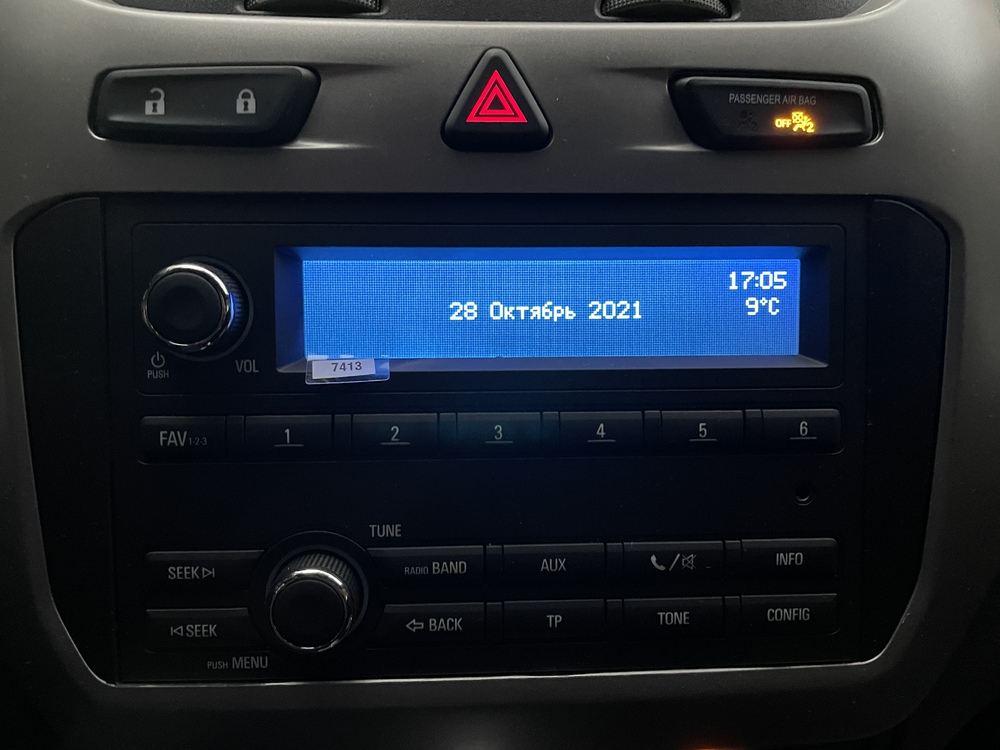 PASSENGER AIR BAG
OFF 2
17:05
28 Октябрь 2021
9°C
PUSH
VOL
7413
FAV 1-2-3
1
2
3
4
5
6
TUNE
SEEK
RADIO BAND
AUX
INFO
SEEK
BACK
TP
TONE
CONFIG
PUSH MENU